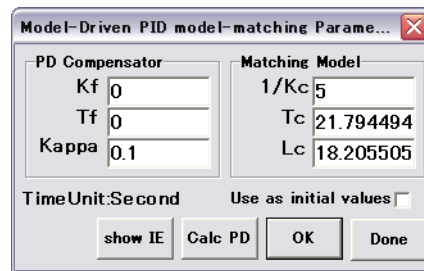 Model-Driven PID model-matching Parame...
PD Compensator
Kf 0
Tf 0
Kappa 0.1
Matching Model
1/Kc 5
Tc 21.794494
Lc 18.205505
TimeUnit:Second
Use as initial values
show IE Calc PD OK Done